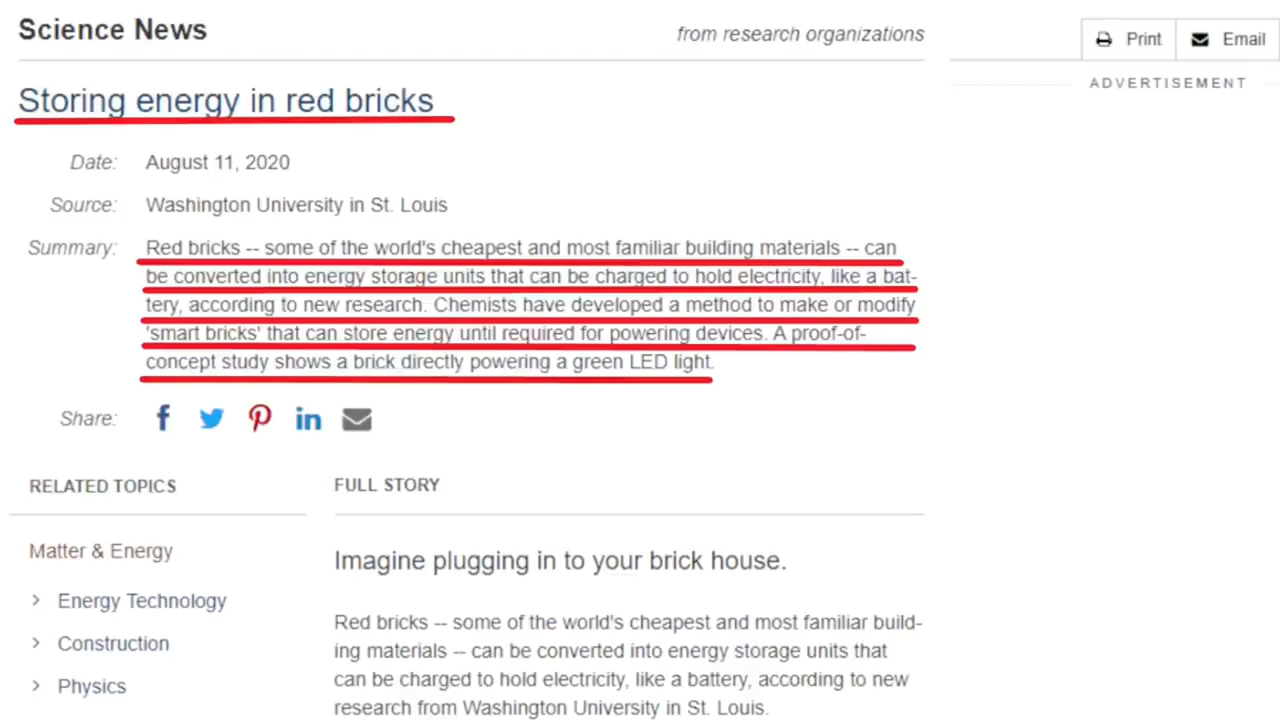 Science News
from research organizations
Print
Email
ADVERTISEMENT
Storing energy in red bricks
Date: August 11, 2020
Source: Washington University in St. Louis
Summary: Red bricks -- some of the world's cheapest and most familiar building materials -- can
be converted into energy storage units that can be charged to hold electricity, like a bat-
tery, according to new research. Chemists have developed a method to make or modify
'smart bricks' that can store energy until required for powering devices. A proof-of-
concept study shows a brick directly powering a green LED light.
Share:
RELATED TOPICS
Matter & Energy
Energy Technology
Construction
Physics
FULL STORY
Imagine plugging in to your brick house.
Red bricks -- some of the world's cheapest and most familiar build-
ing materials -- can be converted into energy storage units that
can be charged to hold electricity, like a battery, according to new
research from Washington University in St. Louis.